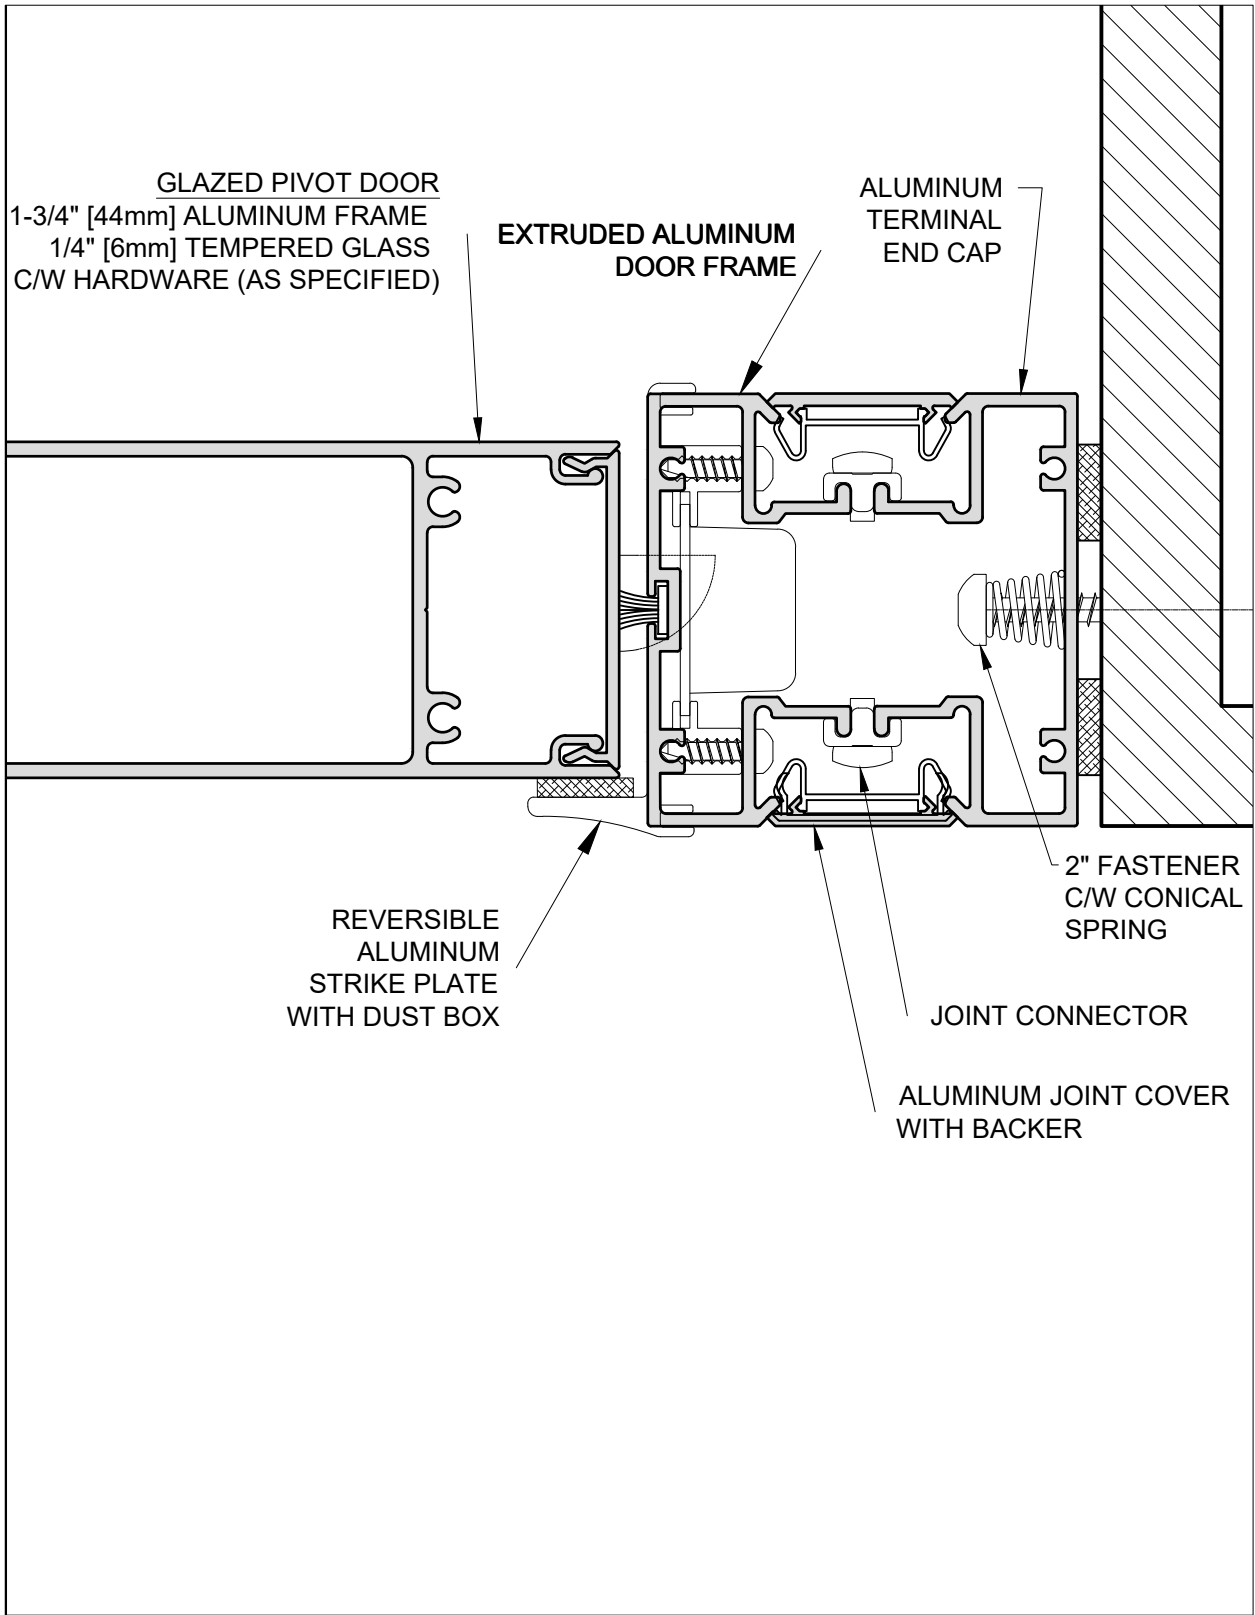 GLAZED PIVOT DOOR
1-3/4" [44mm] ALUMINUM FRAME
1/4" [6mm] TEMPERED GLASS
C/W HARDWARE (AS SPECIFIED)
EXTRUDED ALUMINUM
DOOR FRAME
ALUMINUM
TERMINAL
END CAP
2" FASTENER
C/W CONICAL
SPRING
REVERSIBLE
ALUMINUM
STRIKE PLATE
WITH DUST BOX
JOINT CONNECTOR
ALUMINUM JOINT COVER
WITH BACKER